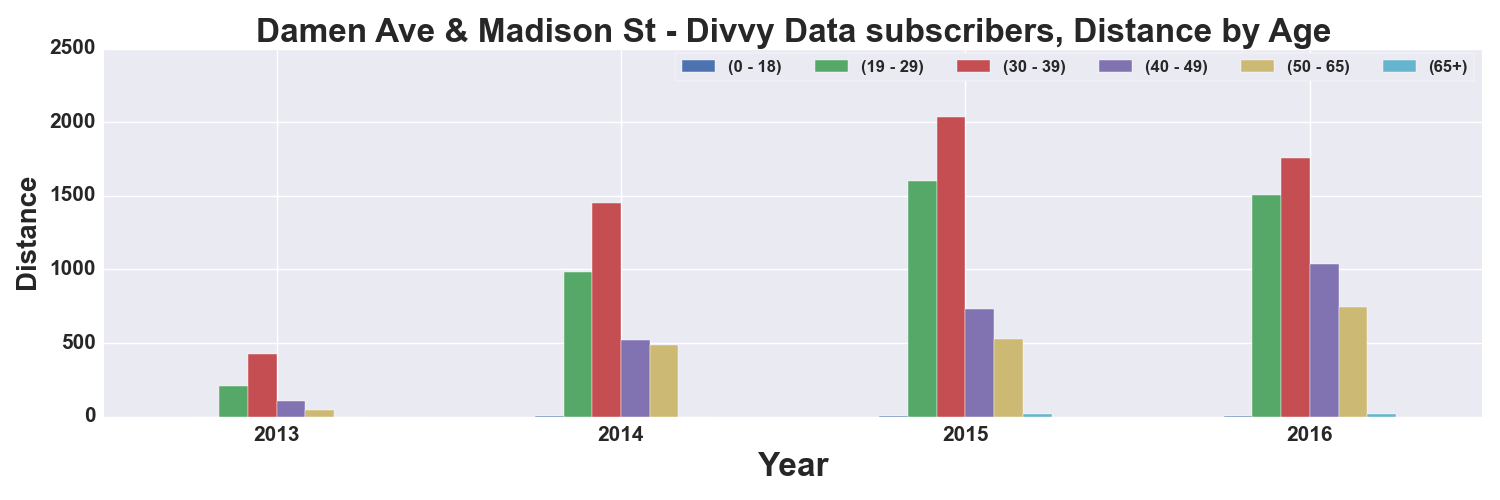 Damen Ave & Madison St - Divvy Data subscribers, Distance by Age
(0 - 18) (19 - 29) (30 - 39) (40 - 49) (50 - 65) (65+)
2500
2000
1500
1000
500
0
Distance
2013 2014 2015 2016
Year